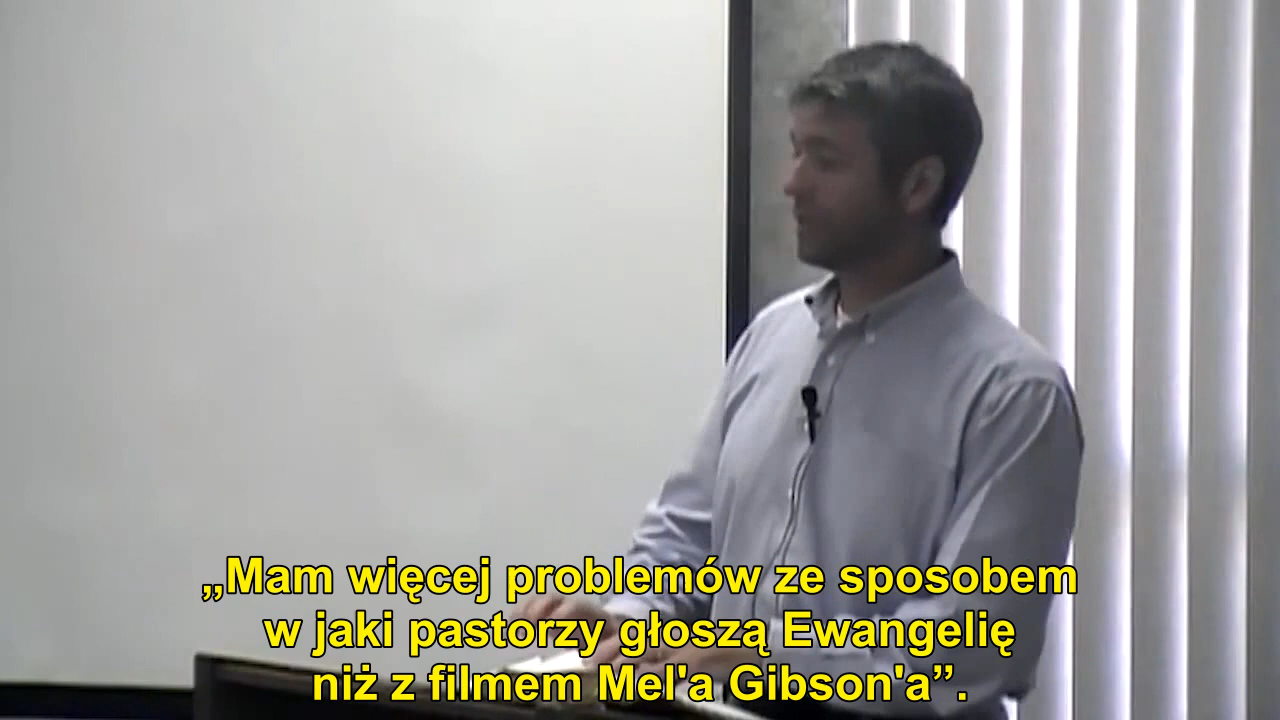 „Mam więcej problemów ze sposobem
w jaki pastorzy głoszą Ewangelię
niż z filmem Mel'a Gibson'a”.